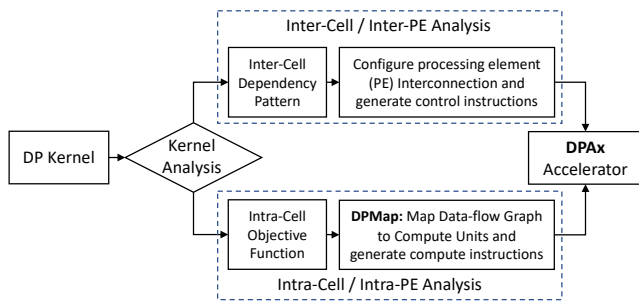 Inter-Cell / Inter-PE Analysis
Inter-Cell
Dependency
Pattern
Configure processing element
(PE) Interconnection and
generate control instructions
DP Kernel
Kernel
Analysis
DPAx
Accelerator
Intra-Cell
Objective
Function
DPMap: Map Data-flow Graph
to Compute Units and
generate compute instructions
Intra-Cell / Intra-PE Analysis